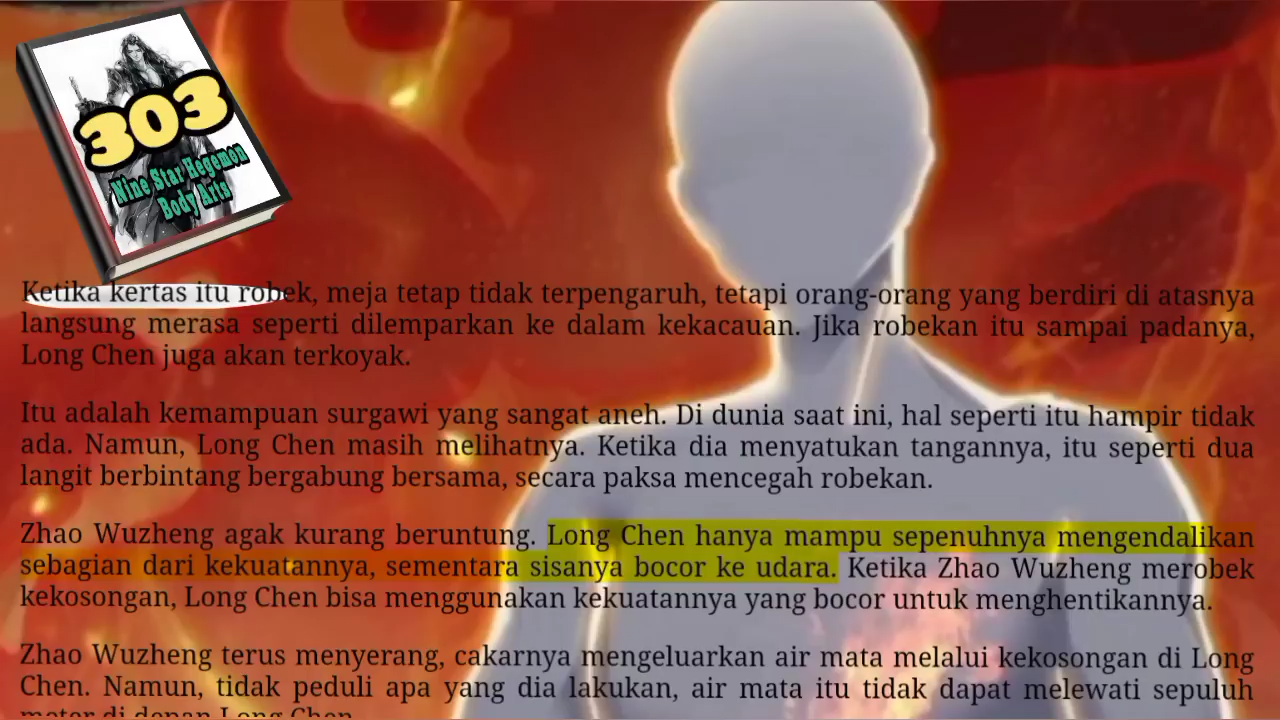 303
Nine Star Hegemon
Body Arts
Ketika kertas itu robek, meja tetap tidak terpengaruh, tetapi orang-orang yang berdiri di atasnya
langsung merasa seperti dilemparkan ke dalam kekacauan. Jika robekan itu sampai padanya,
Long Chen juga akan terkoyak.
Itu adalah kemampuan surgawi yang sangat aneh. Di dunia saat ini, hal seperti itu hampir tidak
ada. Namun, Long Chen masih melihatnya. Ketika dia menyatukan tangannya, itu seperti dua
langit berbintang bergabung bersama, secara paksa mencegah robekan.
Zhao Wuzheng agak kurang beruntung. Long Chen hanya mampu sepenuhnya mengendalikan
sebagian dari kekuatannya, sementara sisanya bocor ke udara. Ketika Zhao Wuzheng merobek
kekosongan, Long Chen bisa menggunakan kekuatannya yang bocor untuk menghentikannya.
Zhao Wuzheng terus menyerang, cakarnya mengeluarkan air mata melalui kekosongan di Long
Chen. Namun, tidak peduli apa yang dia lakukan, air mata itu tidak dapat melewati sepuluh
meter di depan Long Chen.